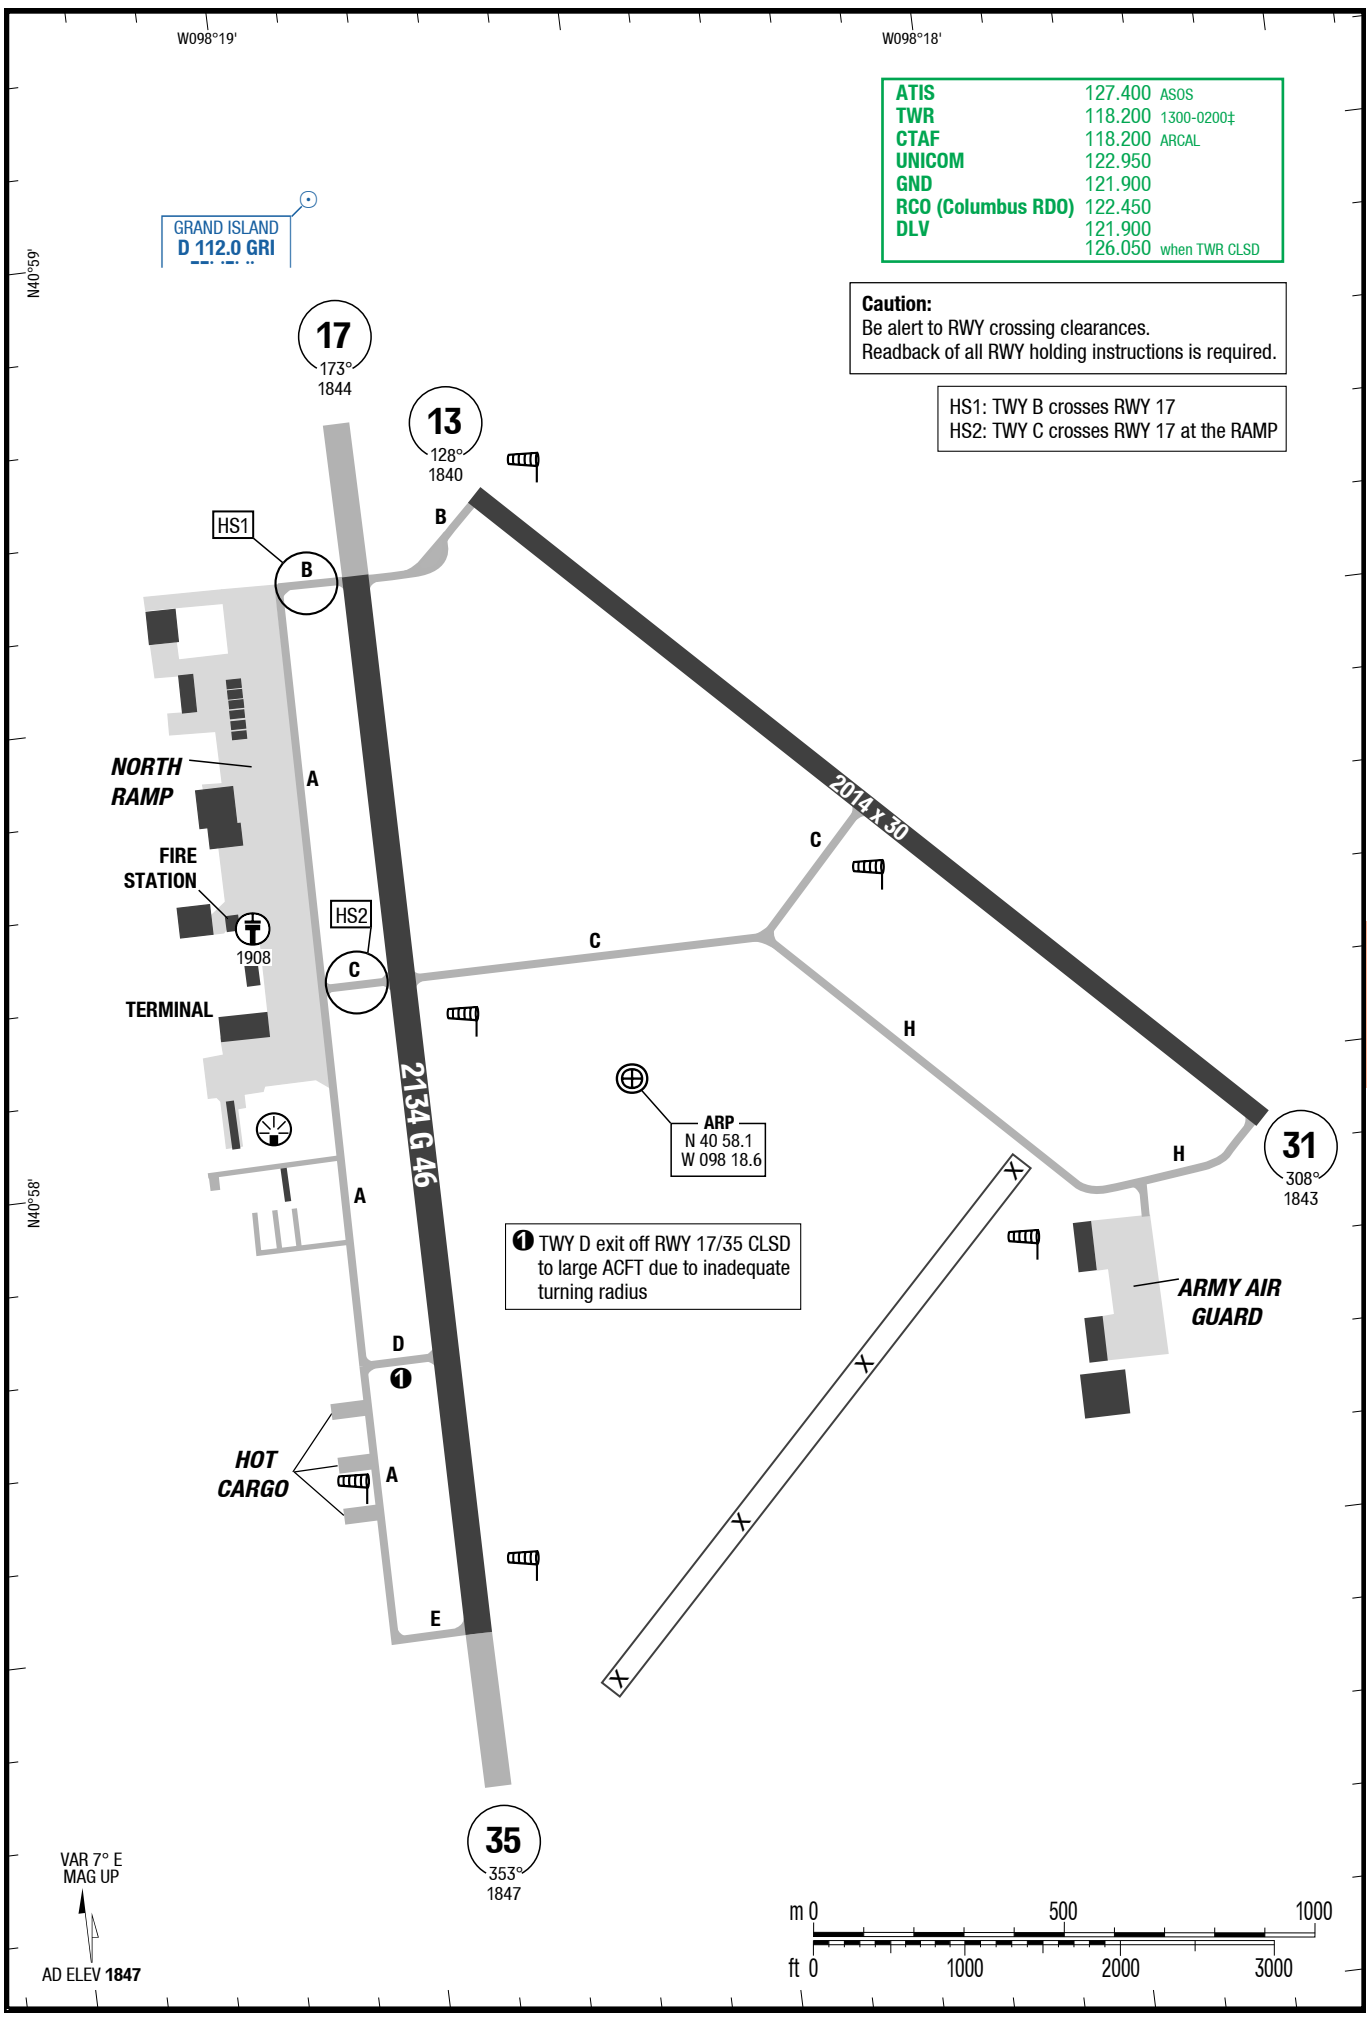 W098°19'
W098°18'
ATIS 127.400 ASOS
TWR 118.200 1300-0200‡
CTAF 118.200 ARCAL
UNICOM 122.950
GND 121.900
RCO (Columbus RDO) 122.450
DLV 121.900
126.050 when TWR CLSD
GRAND ISLAND
D 112.0 GRI
N40°59'
Caution:
Be alert to RWY crossing clearances.
Readback of all RWY holding instructions is required.
17
173°
1844
13
128°
1840
HS1: TWY B crosses RWY 17
HS2: TWY C crosses RWY 17 at the RAMP
B
HS1
B
NORTH
RAMP
A
2014 x 30
C
FIRE
STATION
HS2
1908
C
C
TERMINAL
H
2134 G 46
ARP
N 40 58.1
W 098 18.6
H
31
308°
1843
N40°58'
A
1 TWY D exit off RWY 17/35 CLSD
to large ACFT due to inadequate
turning radius
X
ARMY AIR
GUARD
D
1
X
HOT
CARGO
A
X
E
X
35
353°
1847
VAR 7° E
MAG UP
AD ELEV 1847
m 0 500 1000
ft 0 1000 2000 3000